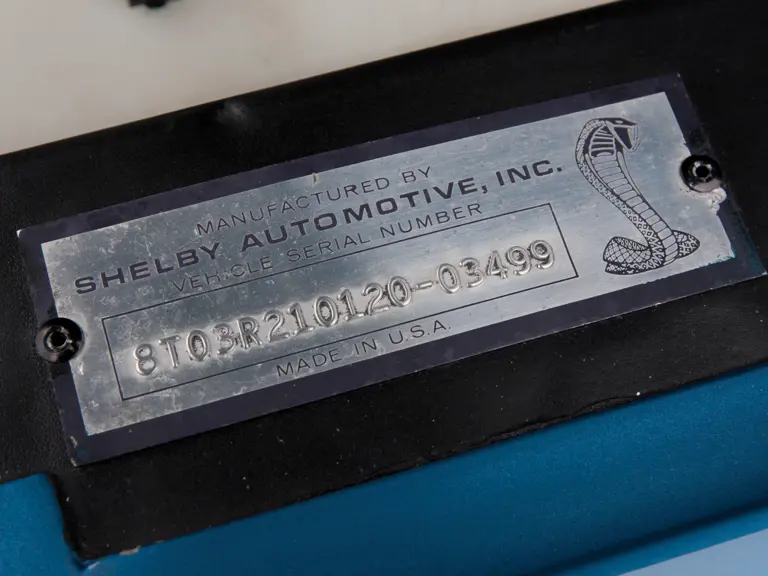 MANUFACTURED BY
SHELBY AUTOMOTIVE, INC.
VEHICLE SERIAL NUMBER
8T03R210120-03499
MADE IN U.S.A.